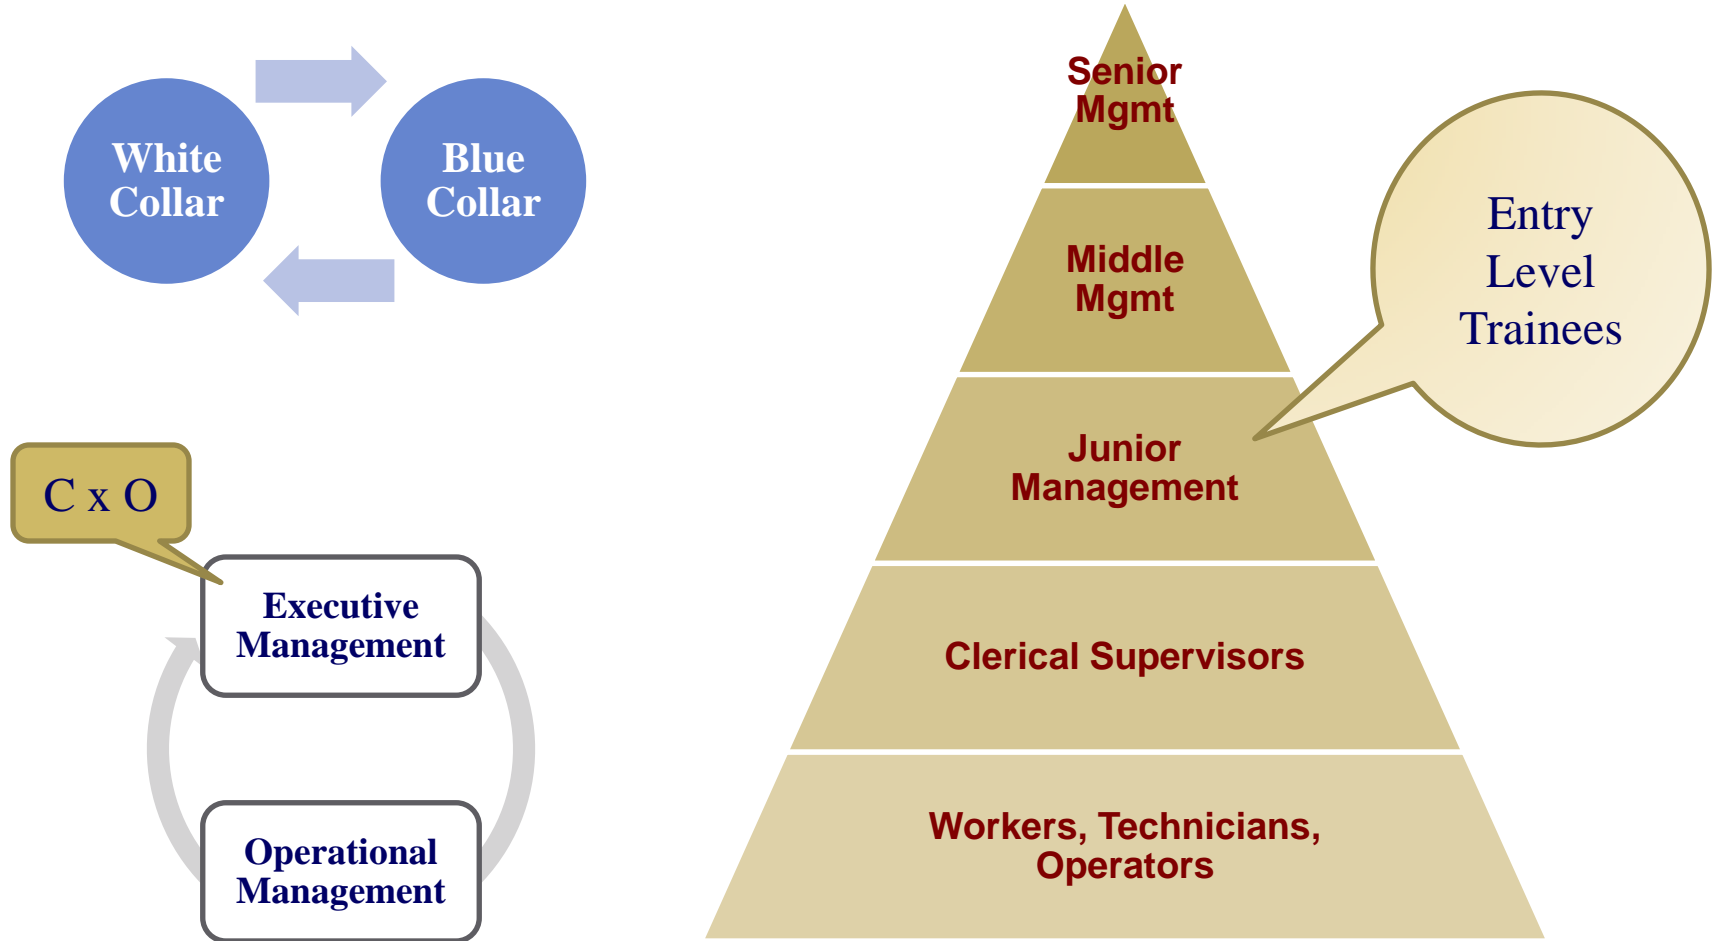 White
Collar
Blue
Collar
C x O
Executive
Management
Operational
Management
Senior
Mgmt
Middle
Mgmt
Junior
Management
Clerical Supervisors
Workers, Technicians,
Operators
Entry
Level
Trainees